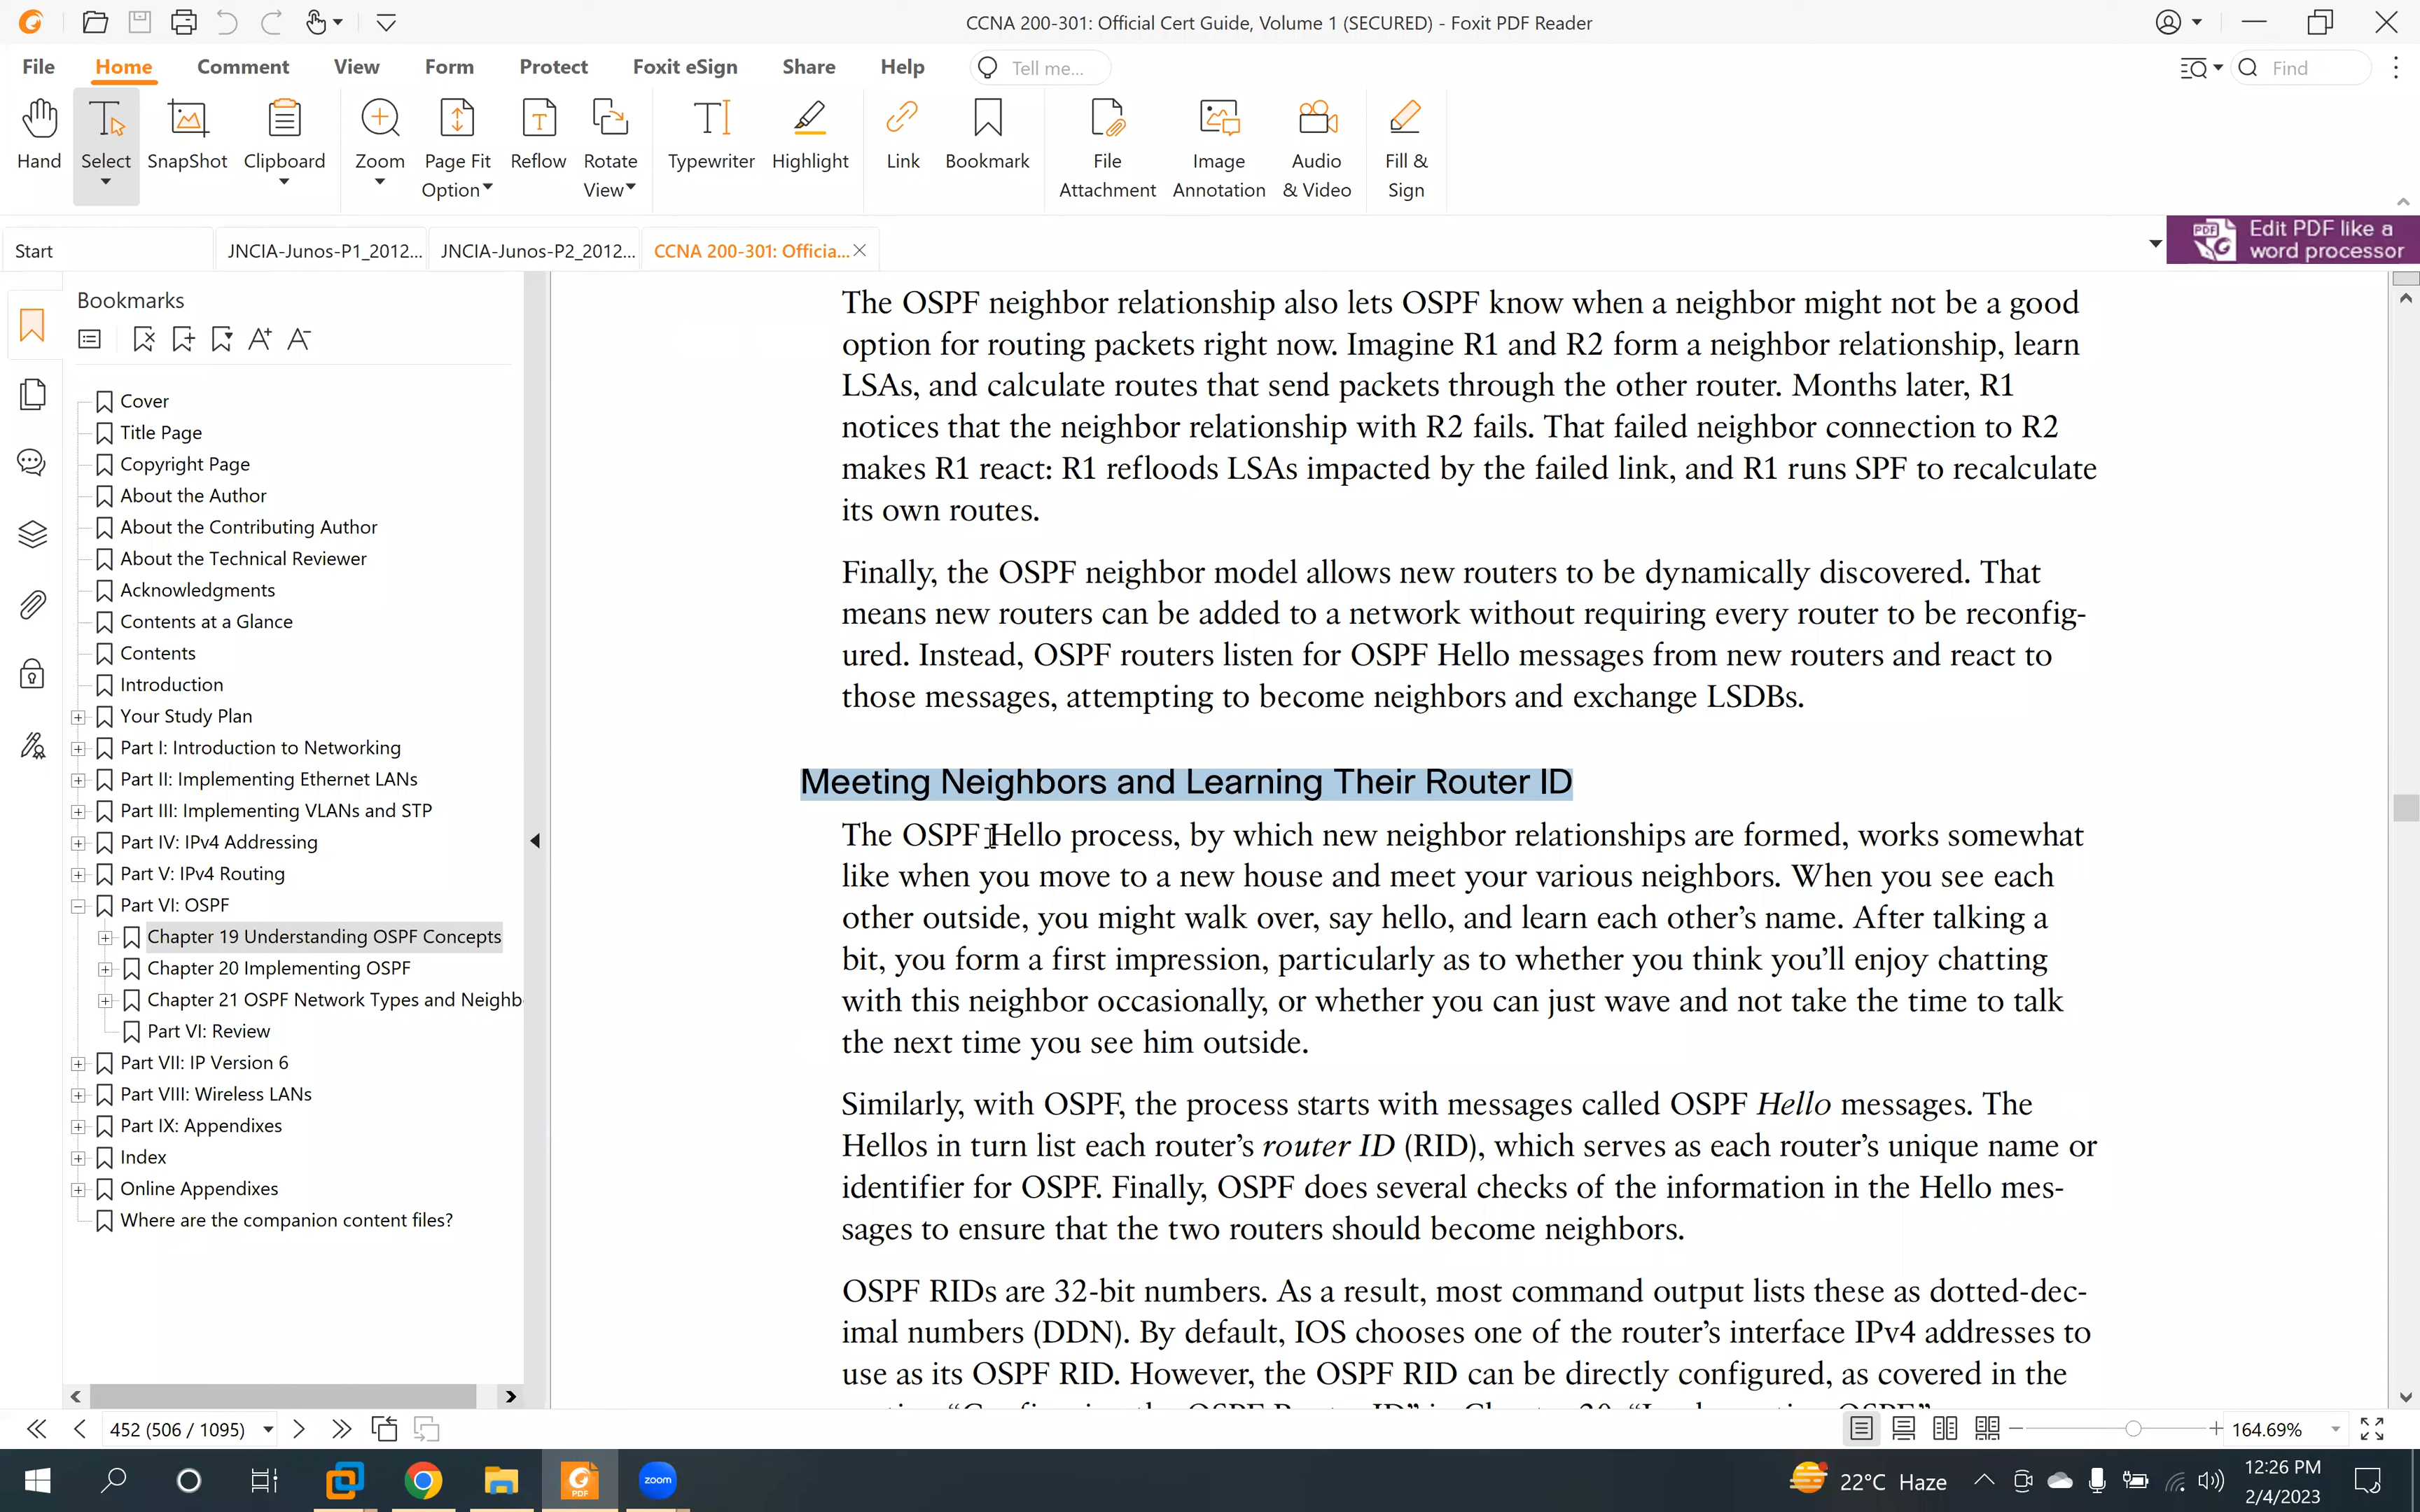 CCNA 200-301: Official Cert Guide, Volume 1 (SECURED) - Foxit PDF Reader
File Home Comment View Form Protect Foxit eSign Share Help Tell me... Find
Hand Select SnapShot Clipboard Zoom Page Fit Option Reflow Rotate View Typewriter Highlight Link Bookmark File Attachment Image Annotation Audio & Video Fill & Sign
Start JNCIA-Junos-P1_2012... JNCIA-Junos-P2_2012... CCNA 200-301: Officia...
Edit PDF like a
word processor
Bookmarks
Cover
Title Page
Copyright Page
About the Author
About the Contributing Author
About the Technical Reviewer
Acknowledgments
Contents at a Glance
Contents
Introduction
Your Study Plan
Part I: Introduction to Networking
Part II: Implementing Ethernet LANs
Part III: Implementing VLANs and STP
Part IV: IPv4 Addressing
Part V: IPv4 Routing
Part VI: OSPF
Chapter 19 Understanding OSPF Concepts
Chapter 20 Implementing OSPF
Chapter 21 OSPF Network Types and Neighb
Part VI: Review
Part VII: IP Version 6
Part VIII: Wireless LANs
Part IX: Appendixes
Index
Online Appendixes
Where are the companion content files?
The OSPF neighbor relationship also lets OSPF know when a neighbor might not be a good
option for routing packets right now. Imagine R1 and R2 form a neighbor relationship, learn
LSAs, and calculate routes that send packets through the other router. Months later, R1
notices that the neighbor relationship with R2 fails. That failed neighbor connection to R2
makes R1 react: R1 refloods LSAs impacted by the failed link, and R1 runs SPF to recalculate
its own routes.
Finally, the OSPF neighbor model allows new routers to be dynamically discovered. That
means new routers can be added to a network without requiring every router to be reconfig-
ured. Instead, OSPF routers listen for OSPF Hello messages from new routers and react to
those messages, attempting to become neighbors and exchange LSDBs.
Meeting Neighbors and Learning Their Router ID
The OSPF Hello process, by which new neighbor relationships are formed, works somewhat
like when you move to a new house and meet your various neighbors. When you see each
other outside, you might walk over, say hello, and learn each other's name. After talking a
bit, you form a first impression, particularly as to whether you think you'll enjoy chatting
with this neighbor occasionally, or whether you can just wave and not take the time to talk
the next time you see him outside.
Similarly, with OSPF, the process starts with messages called OSPF Hello messages. The
Hellos in turn list each router's router ID (RID), which serves as each router's unique name or
identifier for OSPF. Finally, OSPF does several checks of the information in the Hello mes-
sages to ensure that the two routers should become neighbors.
OSPF RIDs are 32-bit numbers. As a result, most command output lists these as dotted-dec-
imal numbers (DDN). By default, IOS chooses one of the router's interface IPv4 addresses to
use as its OSPF RID. However, the OSPF RID can be directly configured, as covered in the
452 (506 / 1095) 164.69%
zoom
PDF
22°C Haze
12:26 PM
2/4/2023